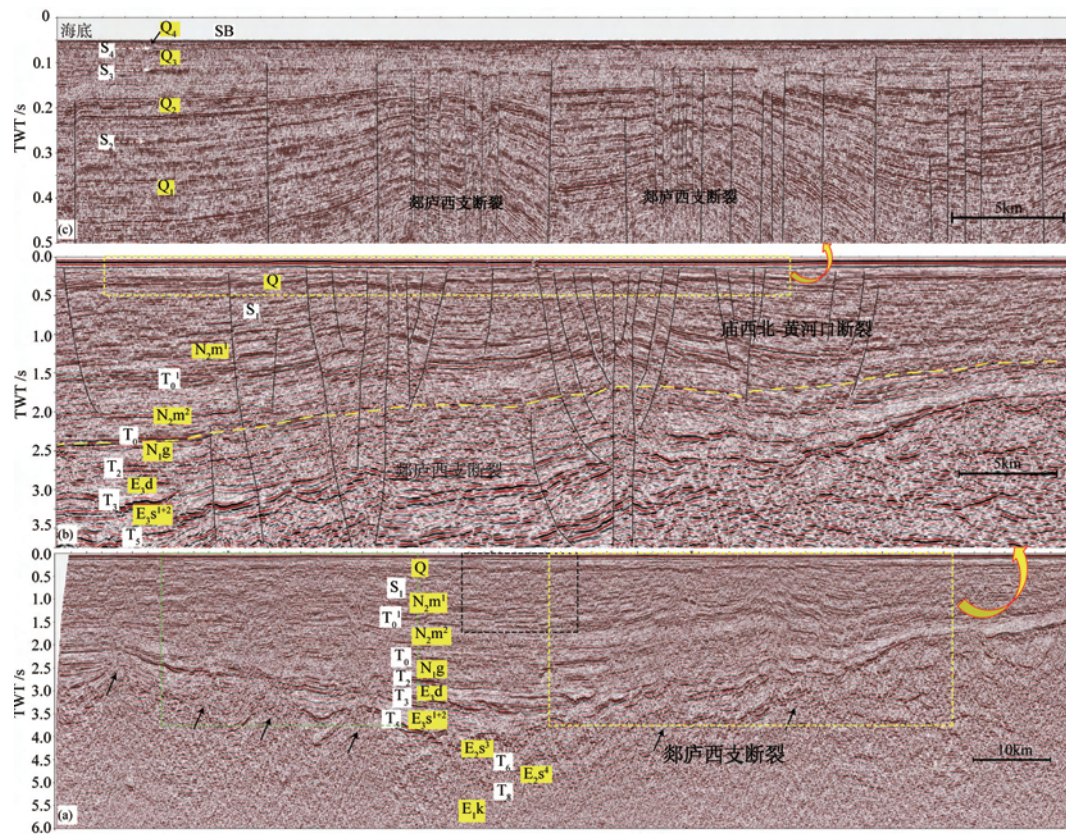 0
0.1
0.2
0.3
0.4
0.5
TWT /s
海底
SB
Q₄
S₄
Q₃
S₃
Q₂
S₂
Q₁
郯庐西支断裂
郯庐西支断裂
5km
(c)
0.0
0.5
1.0
1.5
2.0
2.5
3.0
3.5
TWT /s
Q
S₁
庙西北-黄河口断裂
N₂m¹
T₀¹
N₂m²
T₀
N₁g
T₂
郯庐西支断裂
E₃d
5km
T₃
E₃s¹⁺²
T₅
(b)
0.0
0.5
1.0
1.5
2.0
2.5
3.0
3.5
4.0
4.5
5.0
5.5
6.0
TWT /s
Q
S₁
N₂m¹
T₀¹
N₂m²
T₀
N₁g
T₂
E₃d
T₃
E₃s¹⁺²
郯庐西支断裂
T₆
E₂s⁴
10km
T₈
E₁k
(a)